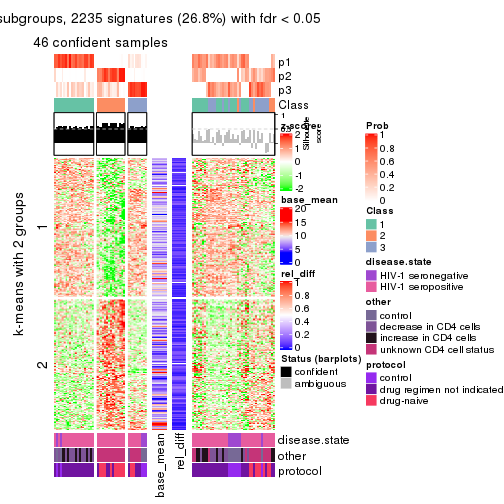 subgroups, 2235 signatures (26.8%) with fdr < 0.05
46 confident samples
p1
p2
p3
Class
1
0.5
0
Silhouette
score
k-means with 2 groups
1
2
base_mean
rel_diff
disease.state
other
protocol
z-score
2
1
0
-1
-2
base_mean
20
15
10
5
0
rel_diff
1
0.8
0.6
0.4
0.2
0
Status (barplots)
confident
ambiguous
Prob
1
0.8
0.6
0.4
0.2
0
Class
1
2
3
disease.state
HIV-1 seronegative
HIV-1 seropositive
other
control
decrease in CD4 cells
increase in CD4 cells
unknown CD4 cell status
protocol
control
drug regimen not indicated
drug-naive